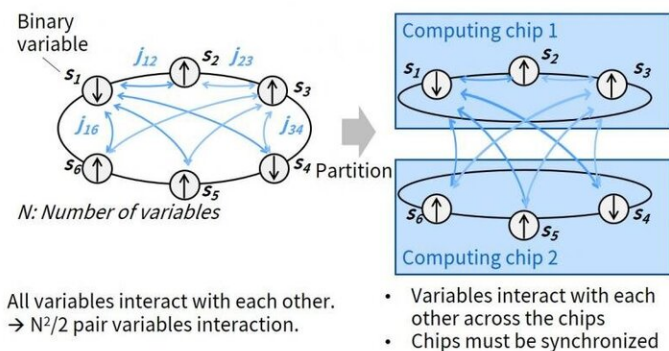 Binary
variable
j12
s2
j23
s1
s3
j16
j34
s6
s5
s4
N: Number of variables
All variables interact with each other.
→ N²/2 pair variables interaction.
Partition
Computing chip 1
s1
s2
s3
s6
s5
s4
Computing chip 2
• Variables interact with each
other across the chips
• Chips must be synchronized